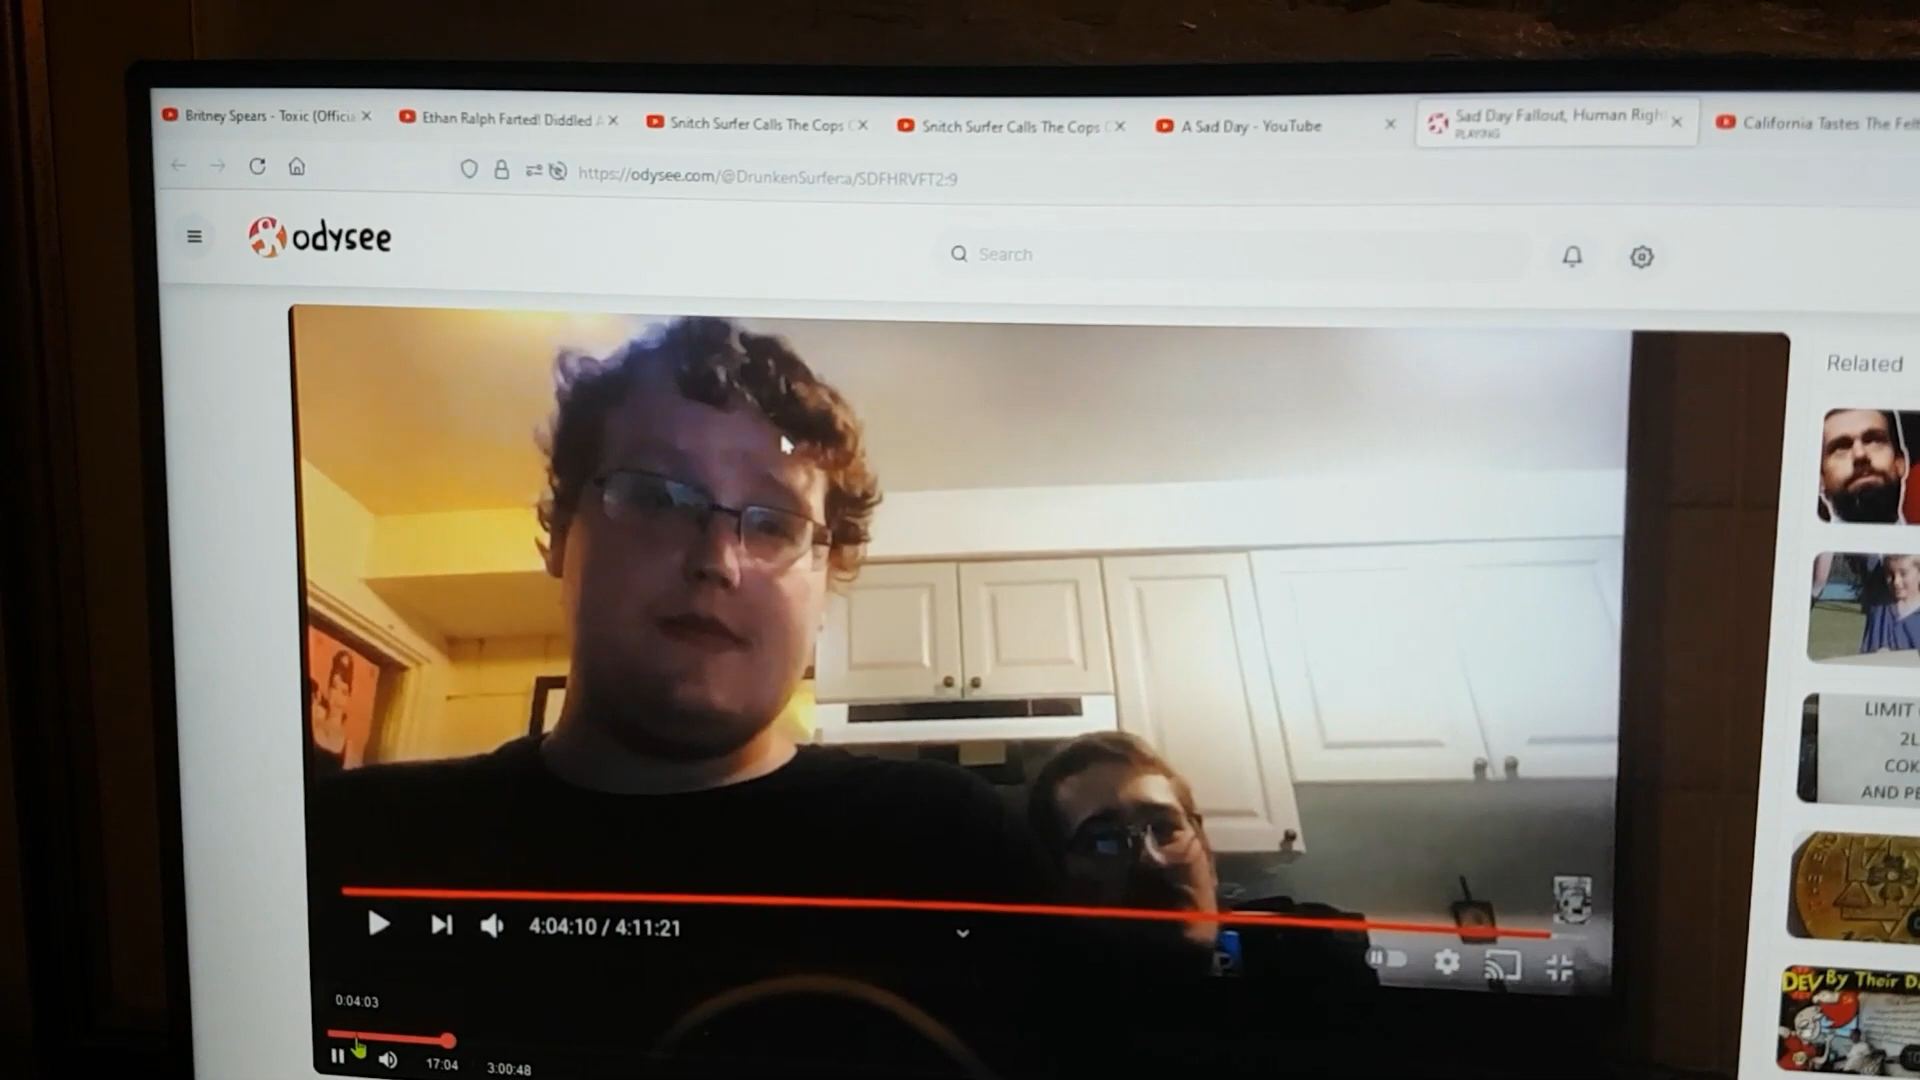 Britney Spears - Toxic (Officia
Ethan Ralph Farted! Diddled A
Snitch Surfer Calls The Cops (
Snitch Surfer Calls The Cops (
A Sad Day - YouTube
Sad Day Fallout, Human Righ
PLAYING
California Tastes The Fell
https://odysee.com/@DrunkenSurfer:a/SDFHRVFT2:9
odysee
Search
Related
LIMIT
2L
COK
AND PE
DEV By Their D
4:04:10 / 4:11:21
0:04:03
17:04
3:00:48